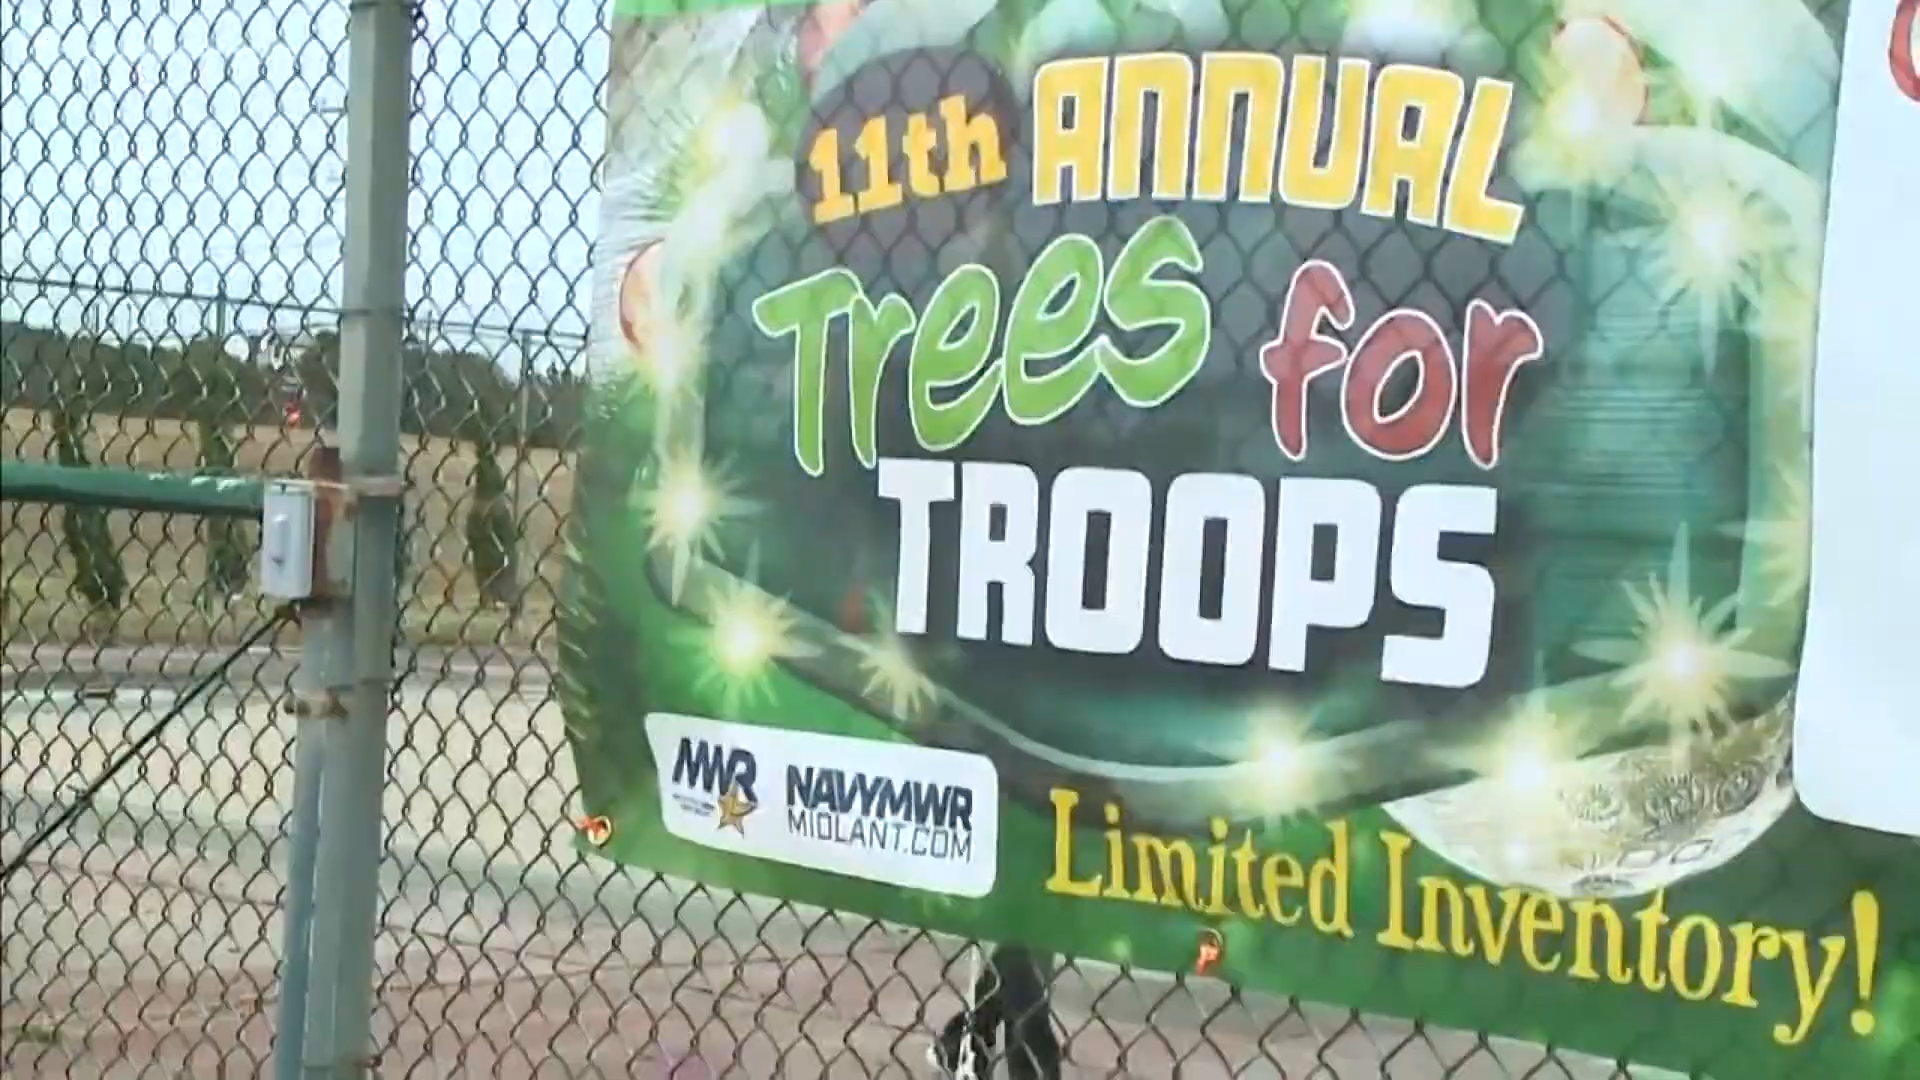 11th ANNUAL
Trees for
TROOPS
MWR
NAVYMWR
MIDLANT.COM
Limited Inventory!